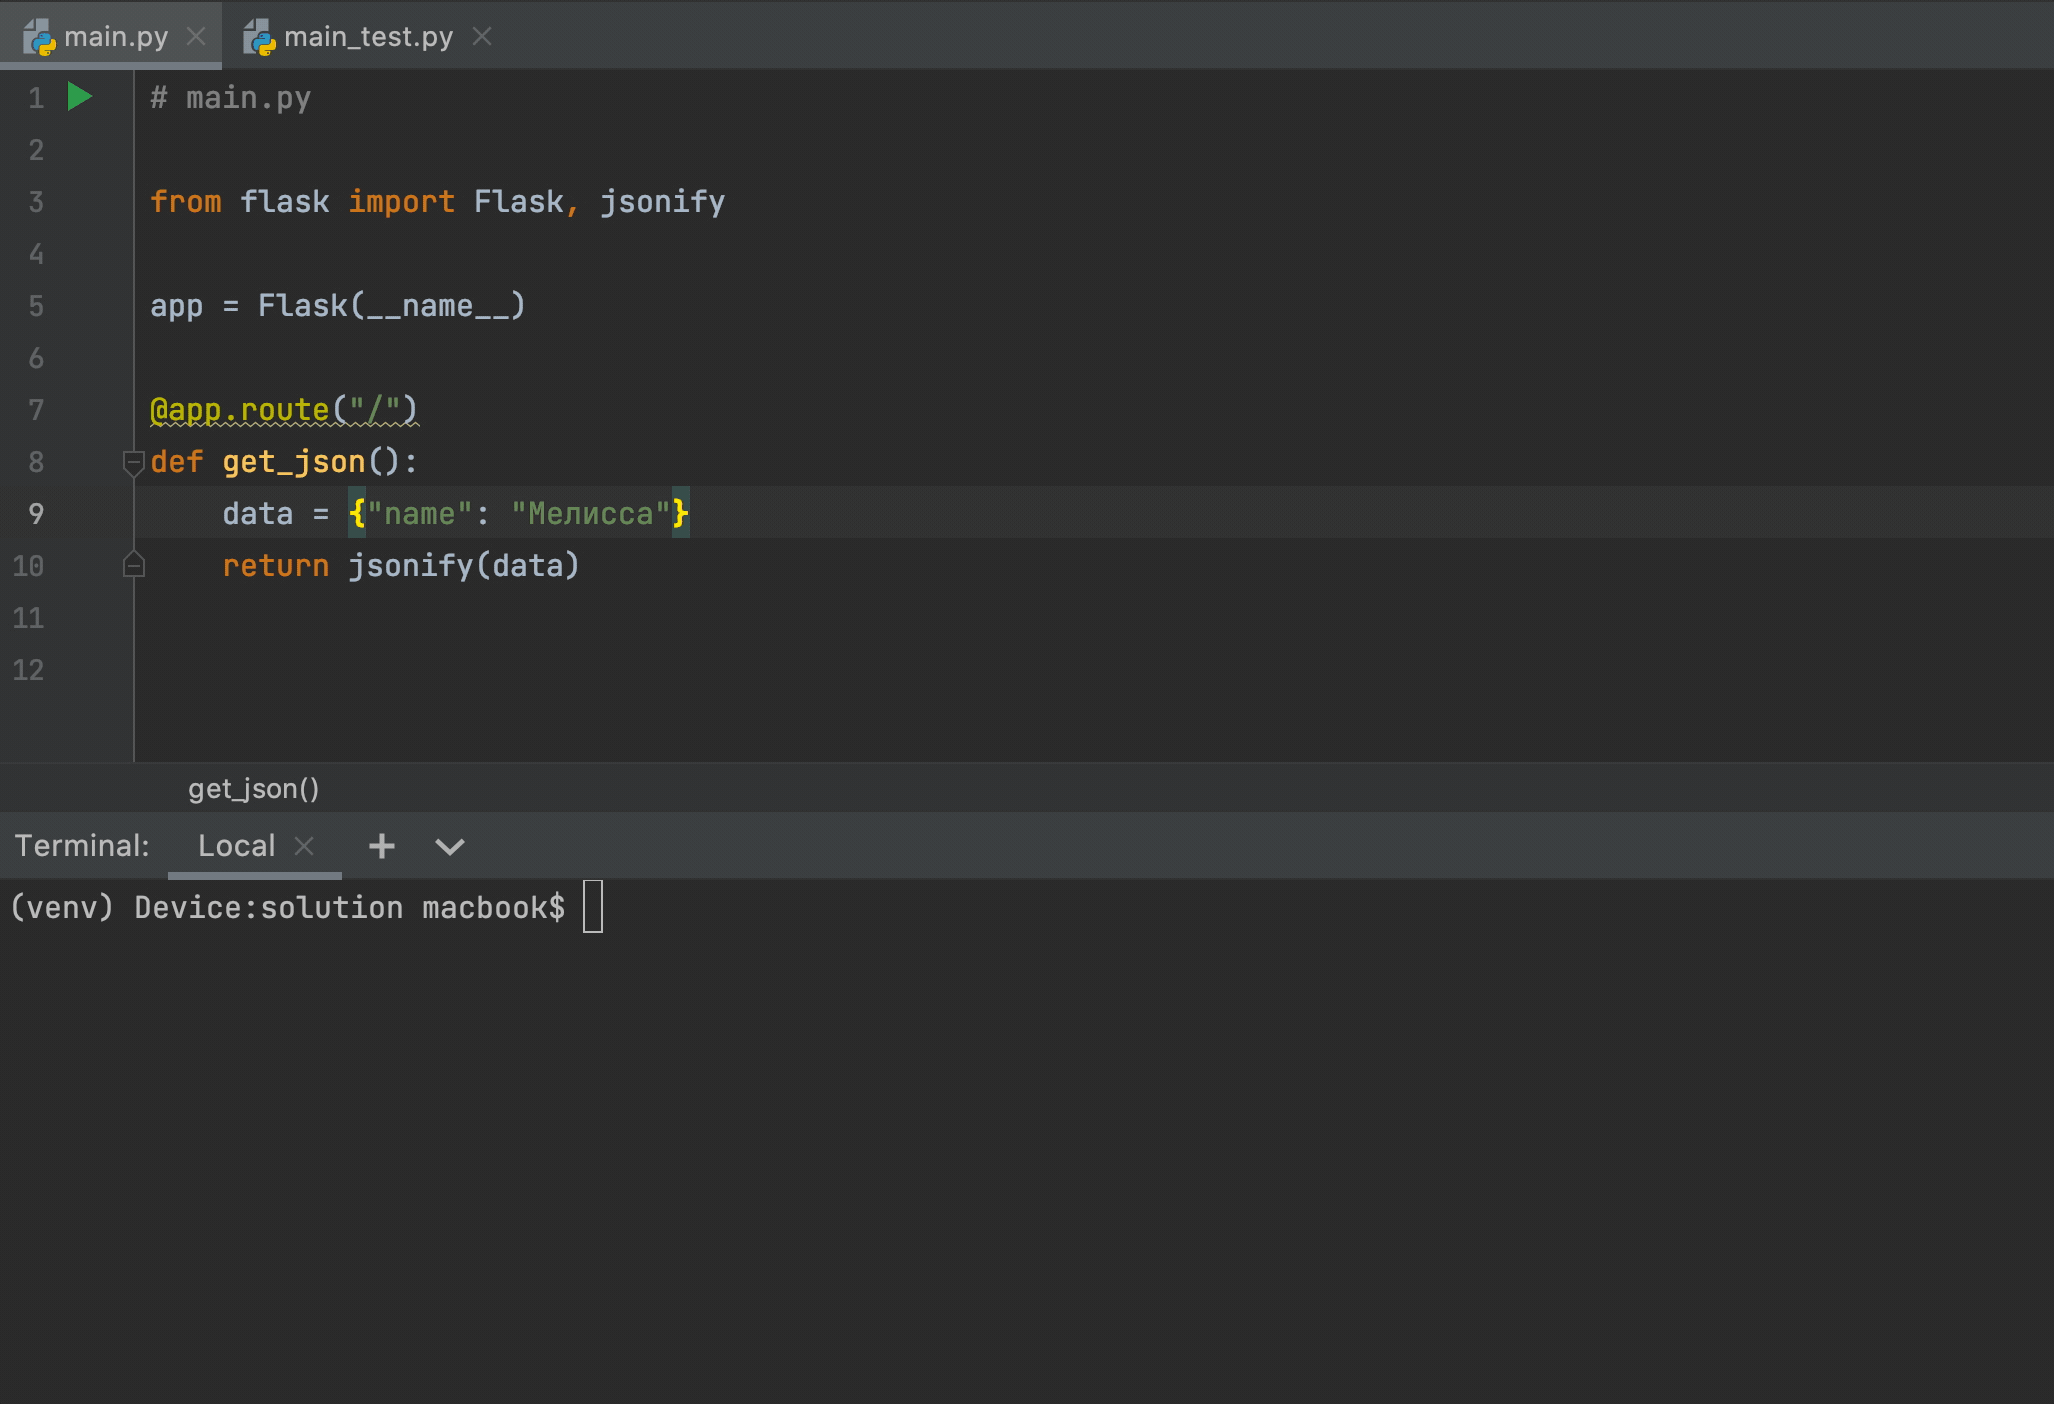 main.py main_test.py
1 # main.py
2
3 from flask import Flask, jsonify
4
5 app = Flask(__name__)
6
7 @app.route("/")
8 def get_json():
9 data = {"name": "Мелисса"}
10 return jsonify(data)
11
12
get_json()
Terminal: Local
(venv) Device:solution macbook$